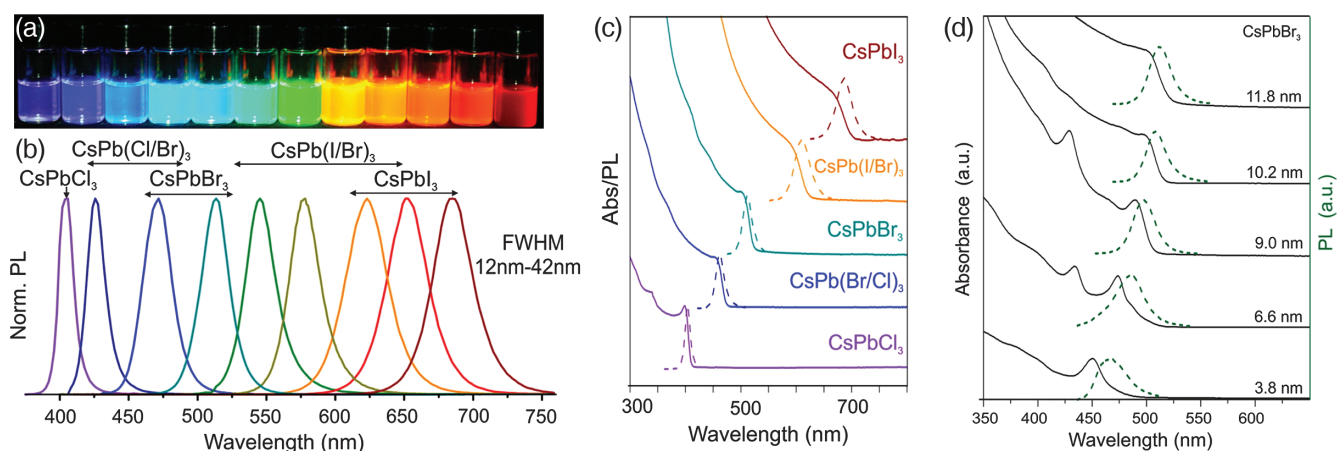 (a)
(b)
CsPb(Cl/Br)₃
CsPb(I/Br)₃
CsPbCl₃
CsPbBr₃
CsPbI₃
FWHM
12nm-42nm
Norm. PL
400 450 500 550 600 650 700 750
Wavelength (nm)
(c)
CsPbI₃
CsPb(I/Br)₃
CsPbBr₃
CsPb(Br/Cl)₃
CsPbCl₃
Abs/PL
300 500 700
Wavelength (nm)
(d)
CsPbBr₃
11.8 nm
10.2 nm
9.0 nm
6.6 nm
3.8 nm
Absorbance (a.u.)
PL (a.u.)
350 400 450 500 550 600
Wavelength (nm)